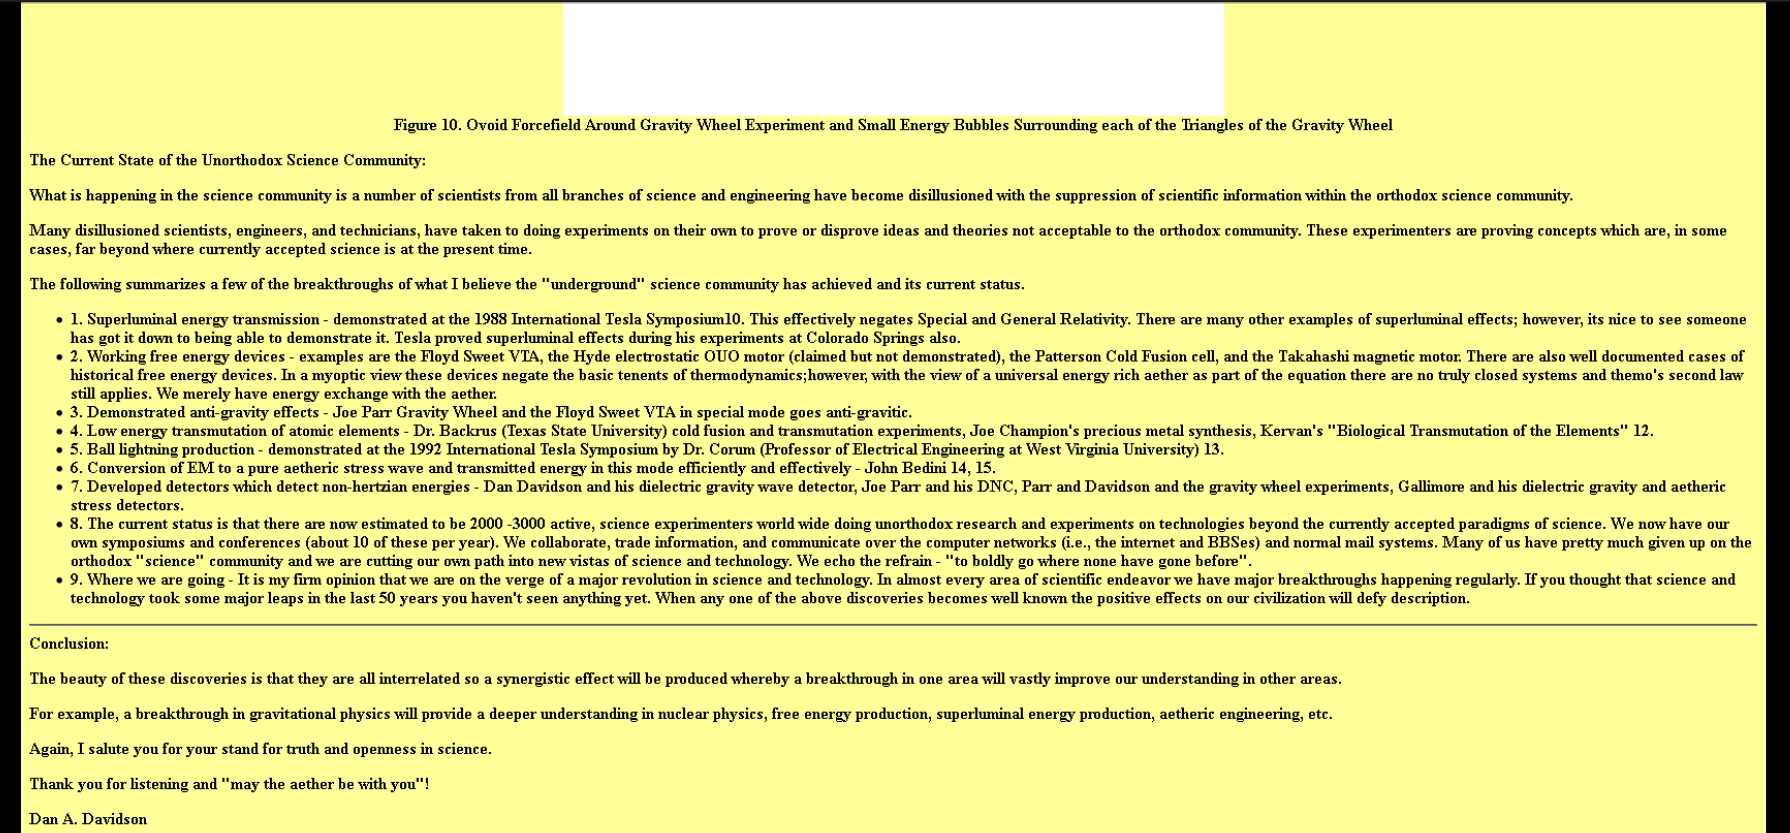 Figure 10. Ovoid Forcefield Around Gravity Wheel Experiment and Small Energy Bubbles Surrounding each of the Triangles of the Gravity Wheel
The Current State of the Unorthodox Science Community:
What is happening in the science community is a number of scientists from all branches of science and engineering have become disillusioned with the suppression of scientific information within the orthodox science community.
Many disillusioned scientists, engineers, and technicians, have taken to doing experiments on their own to prove or disprove ideas and theories not acceptable to the orthodox community. These experimenters are proving concepts which are, in some
cases, far beyond where currently accepted science is at the present time.
The following summarizes a few of the breakthroughs of what I believe the "underground" science community has achieved and its current status.
• 1. Superluminal energy transmission - demonstrated at the 1988 International Tesla Symposium10. This effectively negates Special and General Relativity. There are many other examples of superluminal effects; however, its nice to see someone
has got it down to being able to demonstrate it. Tesla proved superluminal effects during his experiments at Colorado Springs also.
• 2. Working free energy devices - examples are the Floyd Sweet VTA, the Hyde electrostatic OUO motor (claimed but not demonstrated), the Patterson Cold Fusion cell, and the Takahashi magnetic motor. There are also well documented cases of
historical free energy devices. In a myoptic view these devices negate the basic tenents of thermodynamics;however, with the view of a universal energy rich aether as part of the equation there are no truly closed systems and themo's second law
still applies. We merely have energy exchange with the aether.
• 3. Demonstrated anti-gravity effects - Joe Parr Gravity Wheel and the Floyd Sweet VTA in special mode goes anti-gravitic.
• 4. Low energy transmutation of atomic elements - Dr. Backrus (Texas State University) cold fusion and transmutation experiments, Joe Champion's precious metal synthesis, Kervan's "Biological Transmutation of the Elements" 12.
• 5. Ball lightning production - demonstrated at the 1992 International Tesla Symposium by Dr. Corum (Professor of Electrical Engineering at West Virginia University) 13.
• 6. Conversion of EM to a pure aetheric stress wave and transmitted energy in this mode efficiently and effectively - John Bedini 14, 15.
• 7. Developed detectors which detect non-hertzian energies - Dan Davidson and his dielectric gravity wave detector, Joe Parr and his DNC, Parr and Davidson and the gravity wheel experiments, Gallimore and his dielectric gravity and aetheric
stress detectors.
• 8. The current status is that there are now estimated to be 2000 -3000 active, science experimenters world wide doing unorthodox research and experiments on technologies beyond the currently accepted paradigms of science. We now have our
own symposiums and conferences (about 10 of these per year). We collaborate, trade information, and communicate over the computer networks (i.e., the internet and BBSes) and normal mail systems. Many of us have pretty much given up on the
orthodox "science" community and we are cutting our own path into new vistas of science and technology. We echo the refrain - "to boldly go where none have gone before".
• 9. Where we are going - It is my firm opinion that we are on the verge of a major revolution in science and technology. In almost every area of scientific endeavor we have major breakthroughs happening regularly. If you thought that science and
technology took some major leaps in the last 50 years you haven't seen anything yet. When any one of the above discoveries becomes well known the positive effects on our civilization will defy description.
Conclusion:
The beauty of these discoveries is that they are all interrelated so a synergistic effect will be produced whereby a breakthrough in one area will vastly improve our understanding in other areas.
For example, a breakthrough in gravitational physics will provide a deeper understanding in nuclear physics, free energy production, superluminal energy production, aetheric engineering, etc.
Again, I salute you for your stand for truth and openness in science.
Thank you for listening and "may the aether be with you"!
Dan A. Davidson